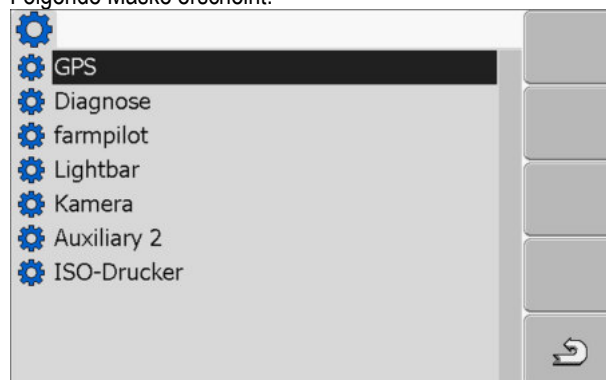 Folgende Maske erscheint:
GPS
Diagnose
farmpilot
Lightbar
Kamera
Auxiliary 2
ISO-Drucker